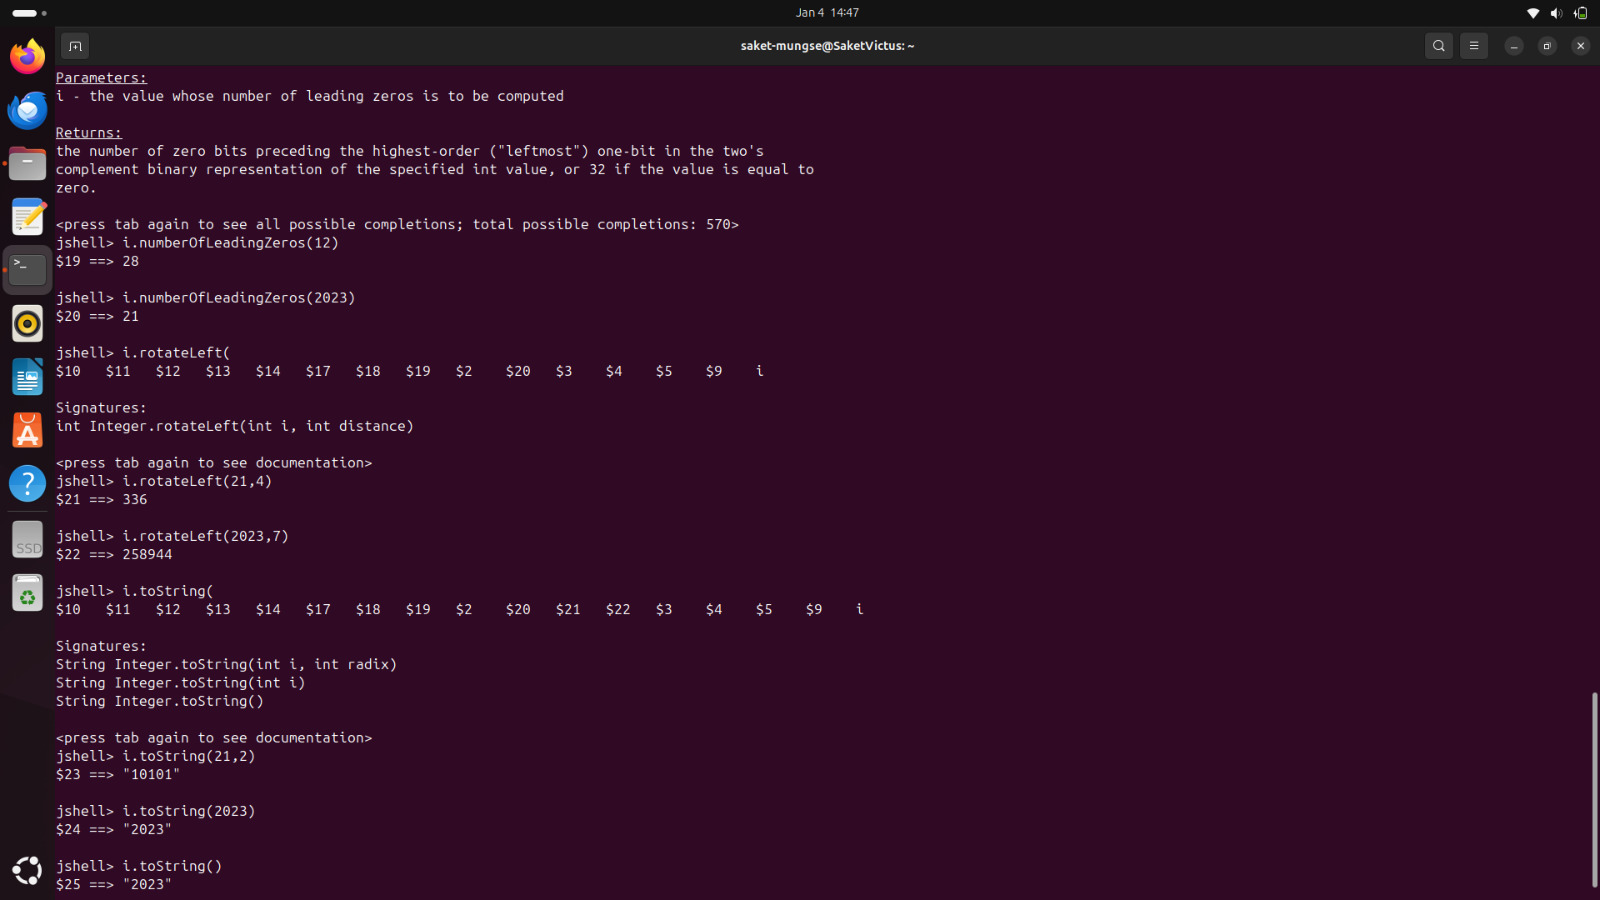 Jan 4 14:47
saket-mungse@SaketVictus: ~
Parameters:
i - the value whose number of leading zeros is to be computed
Returns:
the number of zero bits preceding the highest-order ("leftmost") one-bit in the two's
complement binary representation of the specified int value, or 32 if the value is equal to
zero.
<press tab again to see all possible completions; total possible completions: 570>
jshell> i.numberOfLeadingZeros(12)
$19 ==> 28
jshell> i.numberOfLeadingZeros(2023)
$20 ==> 21
jshell> i.rotateLeft(
$10 $11 $12 $13 $14 $17 $18 $19 $2 $20 $3 $4 $5 $9 i
Signatures:
int Integer.rotateLeft(int i, int distance)
<press tab again to see documentation>
jshell> i.rotateLeft(21,4)
$21 ==> 336
jshell> i.rotateLeft(2023,7)
$22 ==> 258944
jshell> i.toString(
$10 $11 $12 $13 $14 $17 $18 $19 $2 $20 $21 $22 $3 $4 $5 $9 i
Signatures:
String Integer.toString(int i, int radix)
String Integer.toString(int i)
String Integer.toString()
<press tab again to see documentation>
jshell> i.toString(21,2)
$23 ==> "10101"
jshell> i.toString(2023)
$24 ==> "2023"
jshell> i.toString()
$25 ==> "2023"
SSD